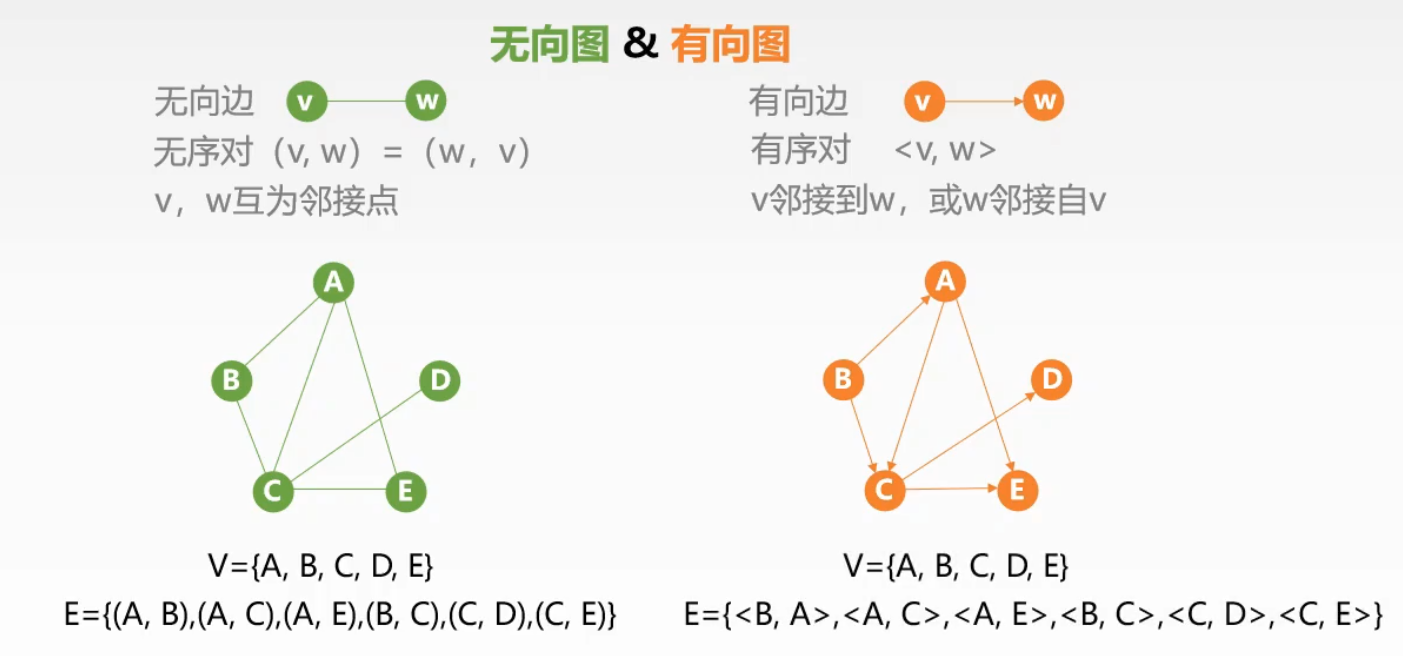 无向图 & 有向图
无向边 v w
无序对（v, w）=（w，v）
v，w互为邻接点
A
B
D
C
E
V={A, B, C, D, E}
E={(A, B),(A, C),(A, E),(B, C),(C, D),(C, E)}
有向边 v w
有序对 <v, w>
v邻接到w，或w邻接自v
A
B
D
C
E
V={A, B, C, D, E}
E={<B, A>,<A, C>,<A, E>,<B, C>,<C, D>,<C, E>}